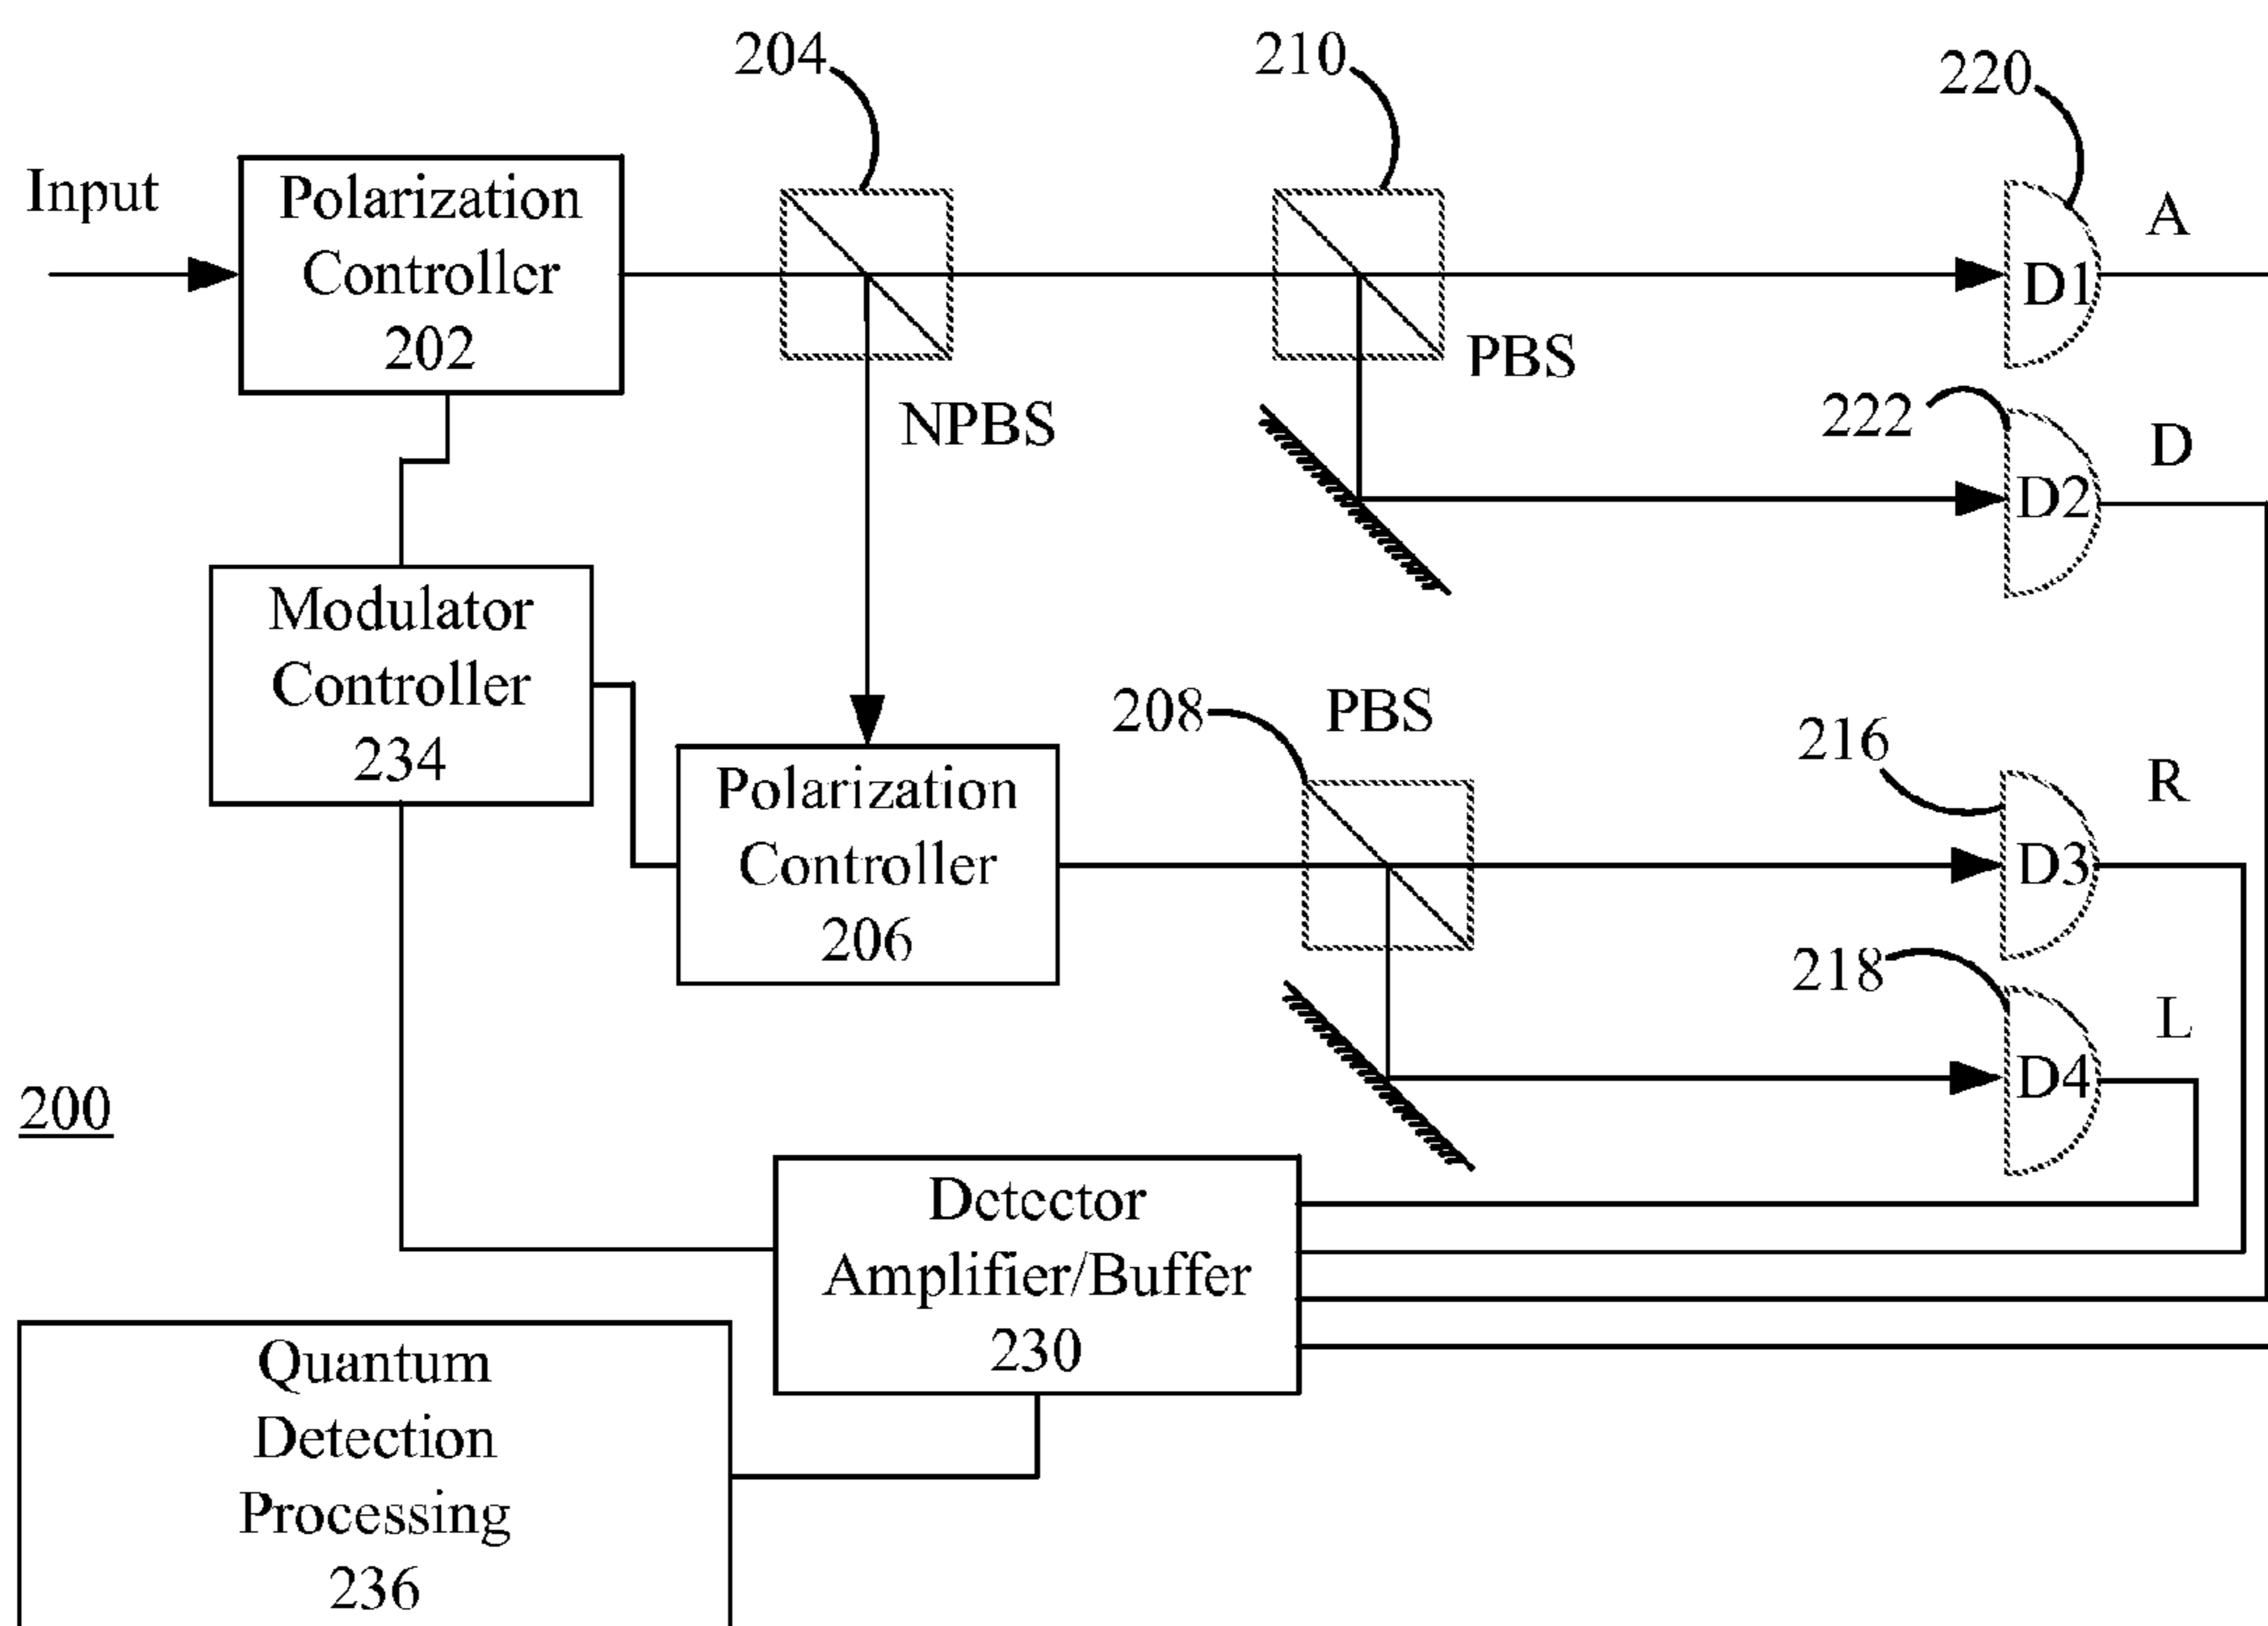 204
210
220
Input
Polarization
Controller
202
A
D1
PBS
NPBS
222
D
D2
Modulator
Controller
234
208
PBS
216
R
Polarization
Controller
206
D3
218
L
D4
200
Detector
Amplifier/Buffer
230
Quantum
Detection
Processing
236